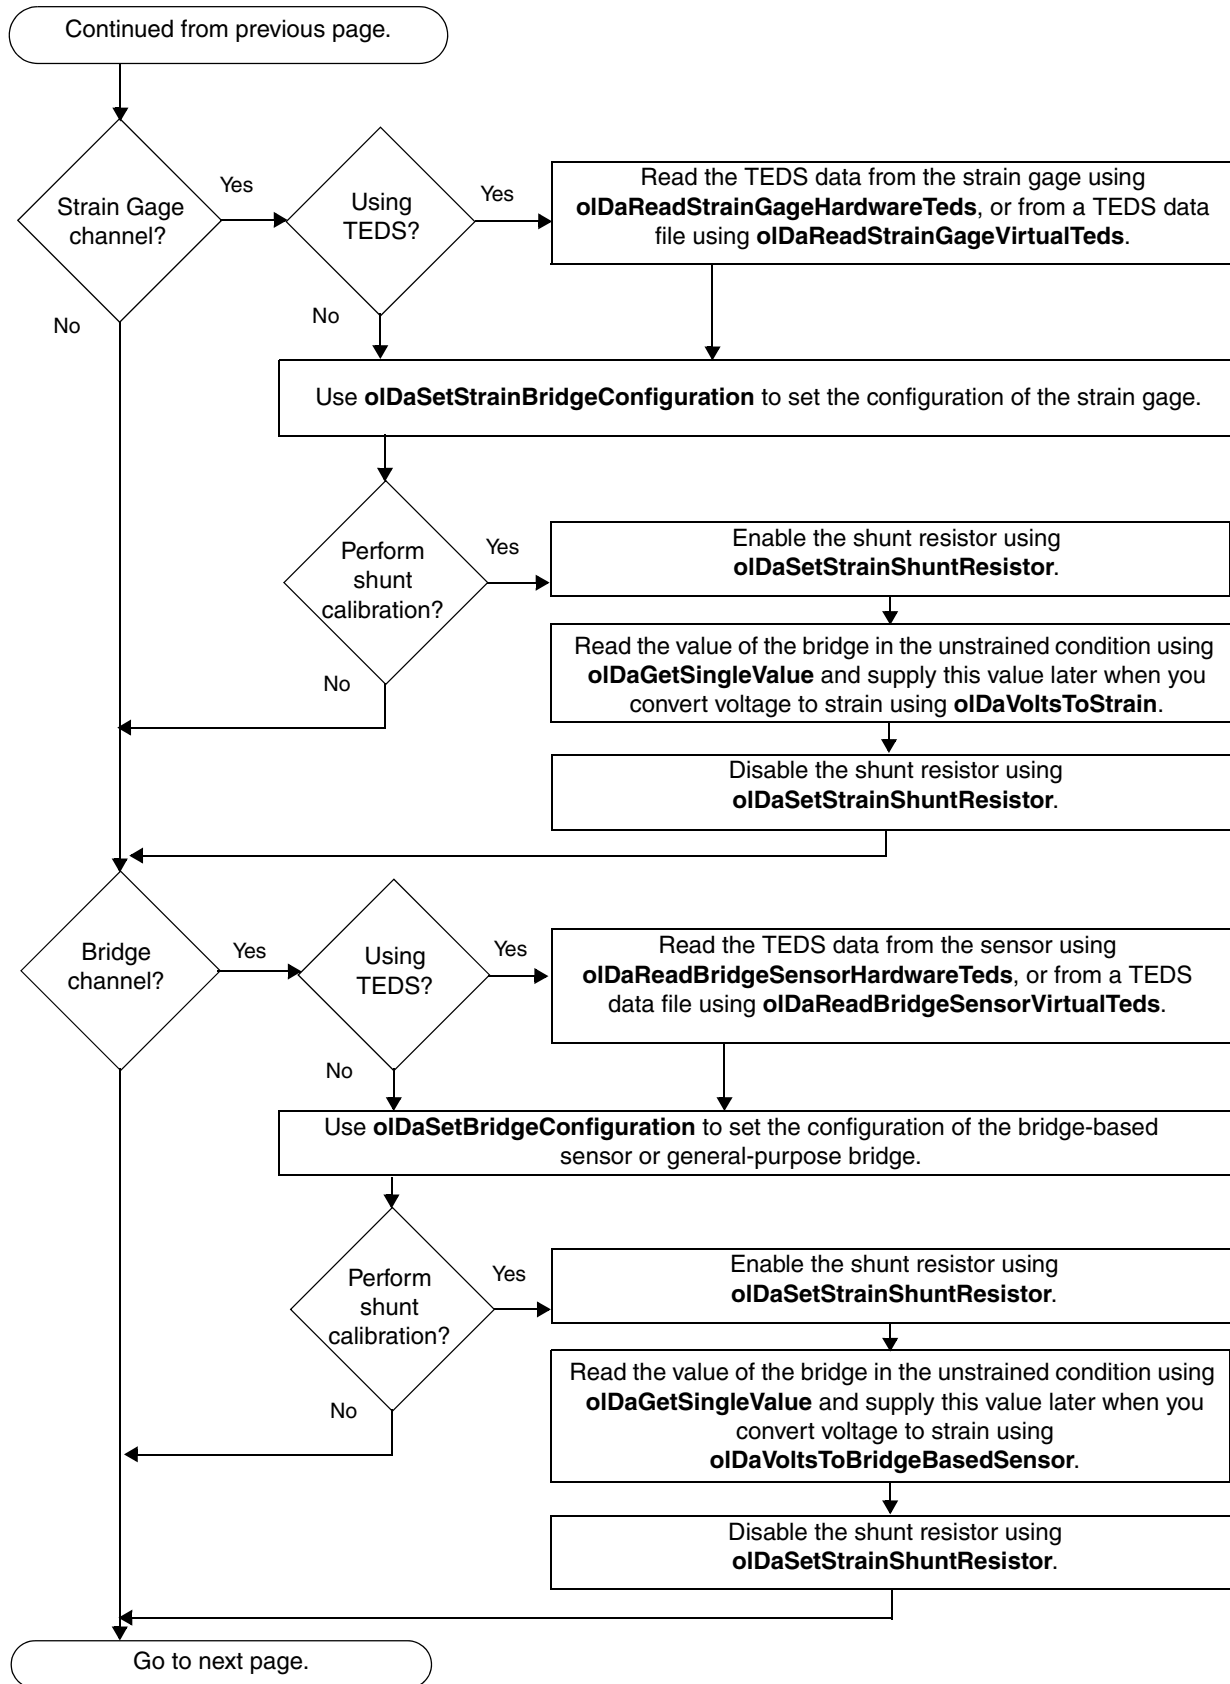 Continued from previous page.
Strain Gage
channel?
Yes
No
Using
TEDS?
Yes
No
Read the TEDS data from the strain gage using
olDaReadStrainGageHardwareTeds, or from a TEDS data
file using olDaReadStrainGageVirtualTeds.
Use olDaSetStrainBridgeConfiguration to set the configuration of the strain gage.
Perform
shunt
calibration?
Yes
No
Enable the shunt resistor using
olDaSetStrainShuntResistor.
Read the value of the bridge in the unstrained condition using
olDaGetSingleValue and supply this value later when you
convert voltage to strain using olDaVoltsToStrain.
Disable the shunt resistor using
olDaSetStrainShuntResistor.
Bridge
channel?
Yes
Using
TEDS?
Yes
No
Read the TEDS data from the sensor using
olDaReadBridgeSensorHardwareTeds, or from a TEDS
data file using olDaReadBridgeSensorVirtualTeds.
Use olDaSetBridgeConfiguration to set the configuration of the bridge-based
sensor or general-purpose bridge.
Perform
shunt
calibration?
Yes
No
Enable the shunt resistor using
olDaSetStrainShuntResistor.
Read the value of the bridge in the unstrained condition using
olDaGetSingleValue and supply this value later when you
convert voltage to strain using
olDaVoltsToBridgeBasedSensor.
Disable the shunt resistor using
olDaSetStrainShuntResistor.
Go to next page.